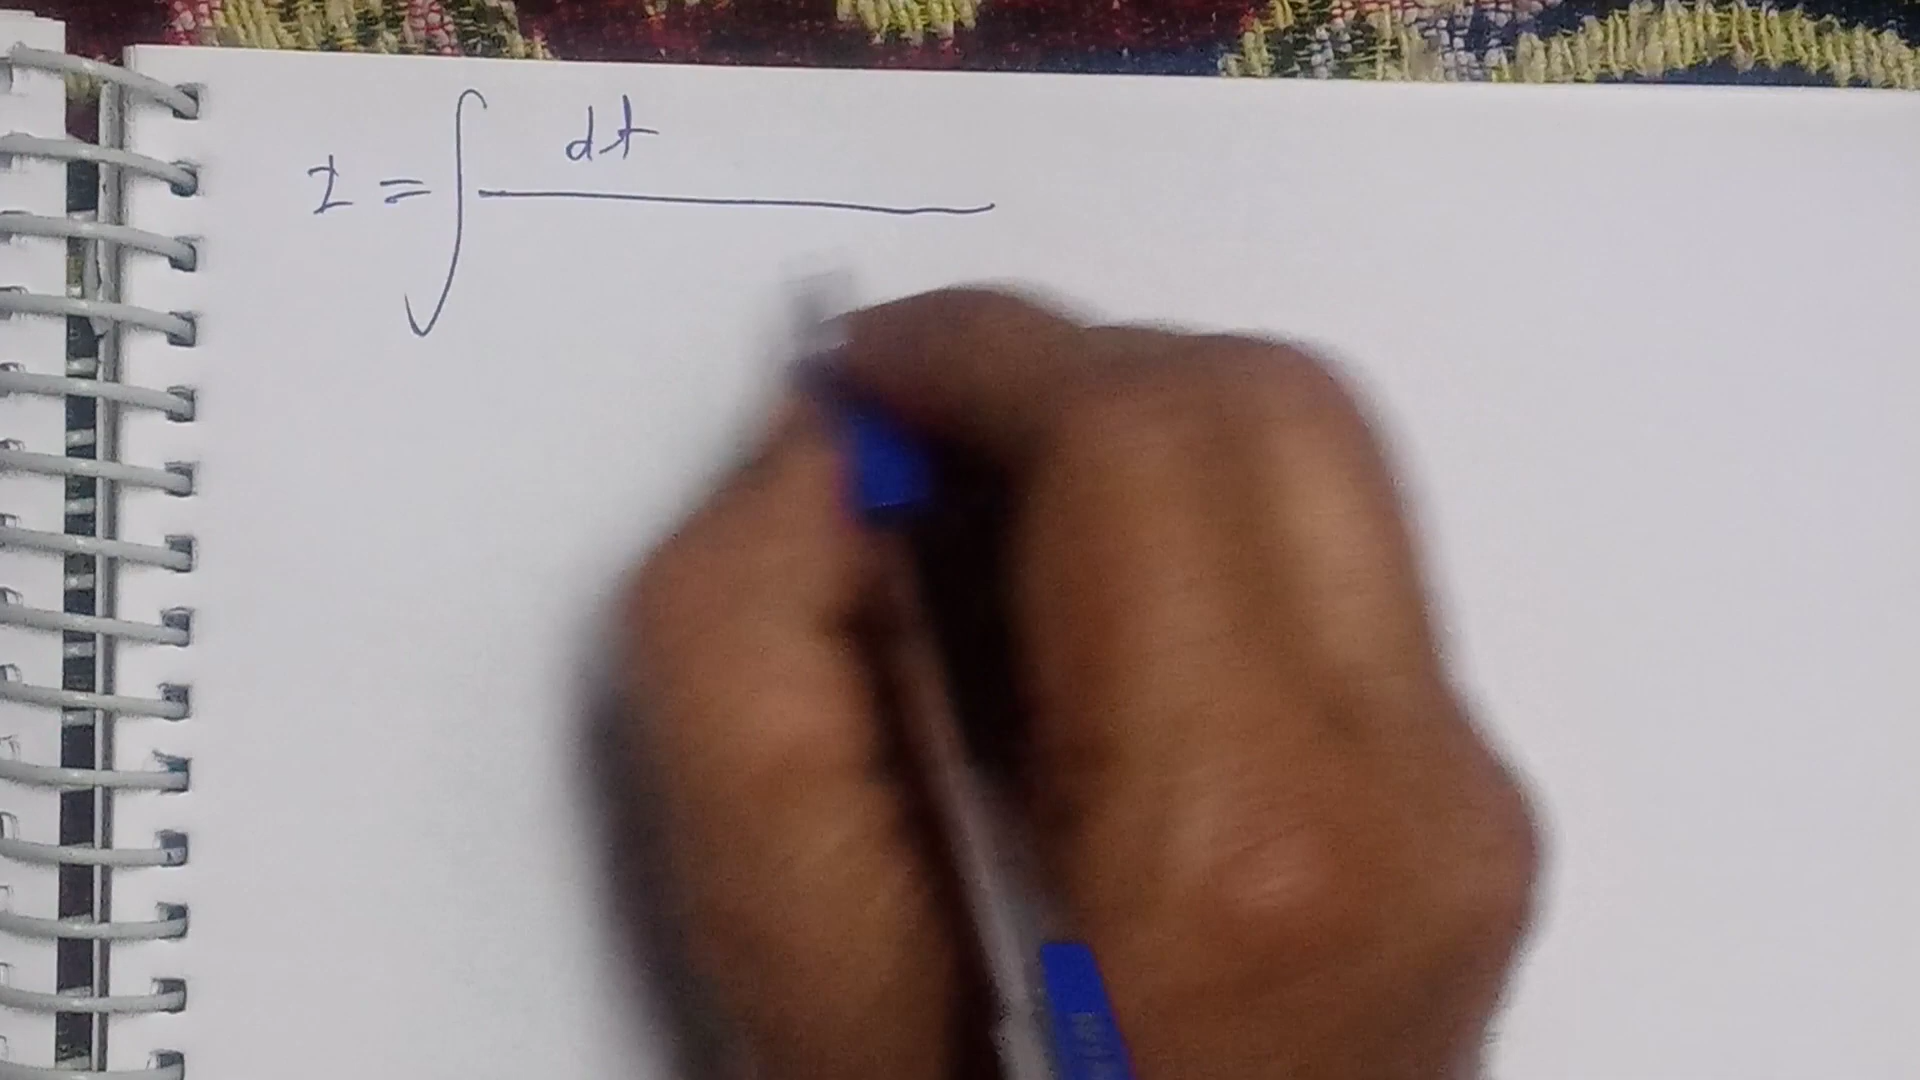 I = ∫ dt